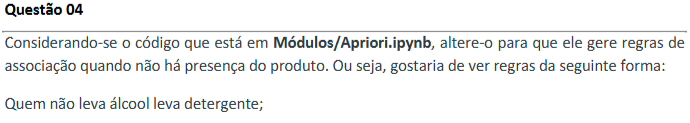 Questão 04
Considerando-se o código que está em Módulos/Apriori.ipynb, altere-o para que ele gere regras de
associação quando não há presença do produto. Ou seja, gostaria de ver regras da seguinte forma:
Quem não leva álcool leva detergente;